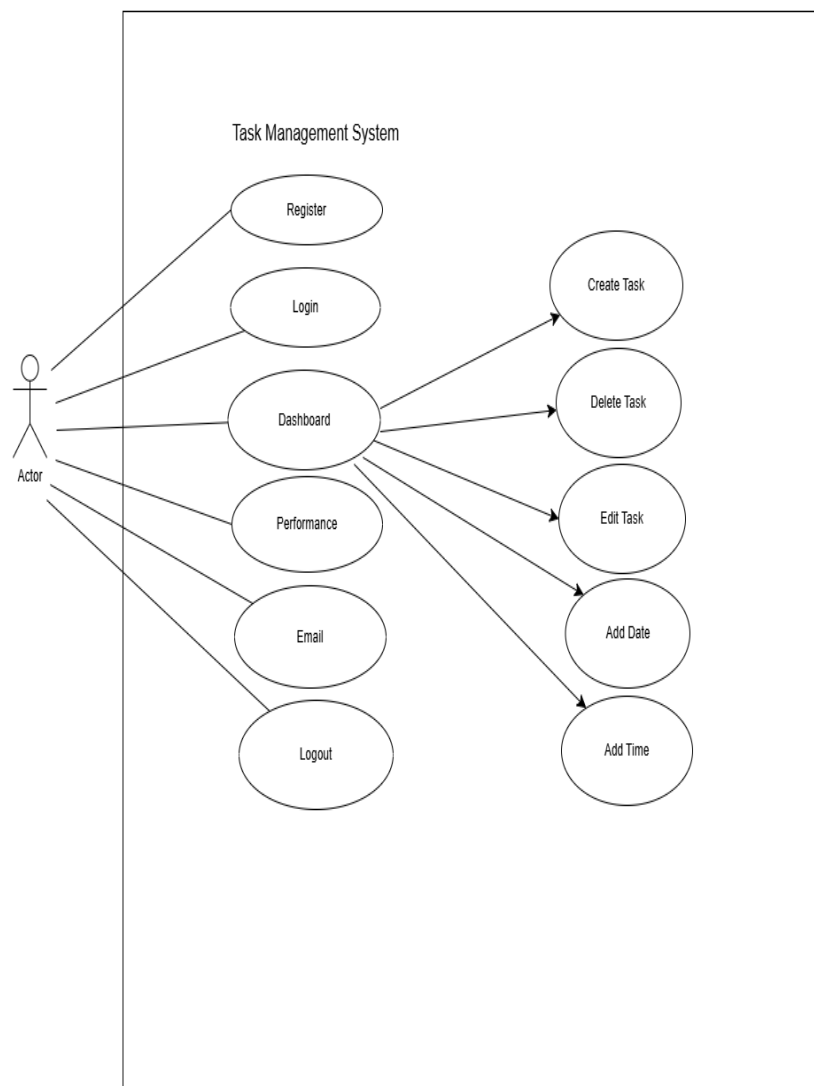 Task Management System
Register
Login
Dashboard
Performance
Email
Logout
Actor
Create Task
Delete Task
Edit Task
Add Date
Add Time